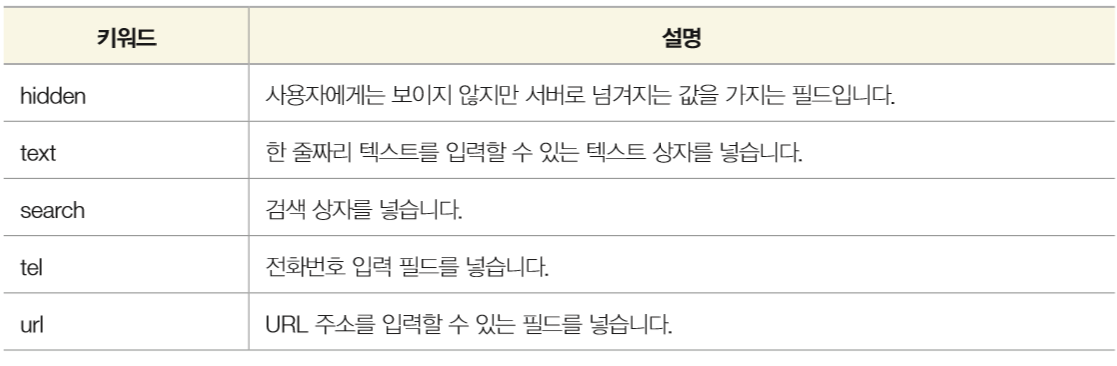 키워드 설명
hidden 사용자에게는 보이지 않지만 서버로 넘겨지는 값을 가지는 필드입니다.
text 한 줄짜리 텍스트를 입력할 수 있는 텍스트 상자를 넣습니다.
search 검색 상자를 넣습니다.
tel 전화번호 입력 필드를 넣습니다.
url URL 주소를 입력할 수 있는 필드를 넣습니다.